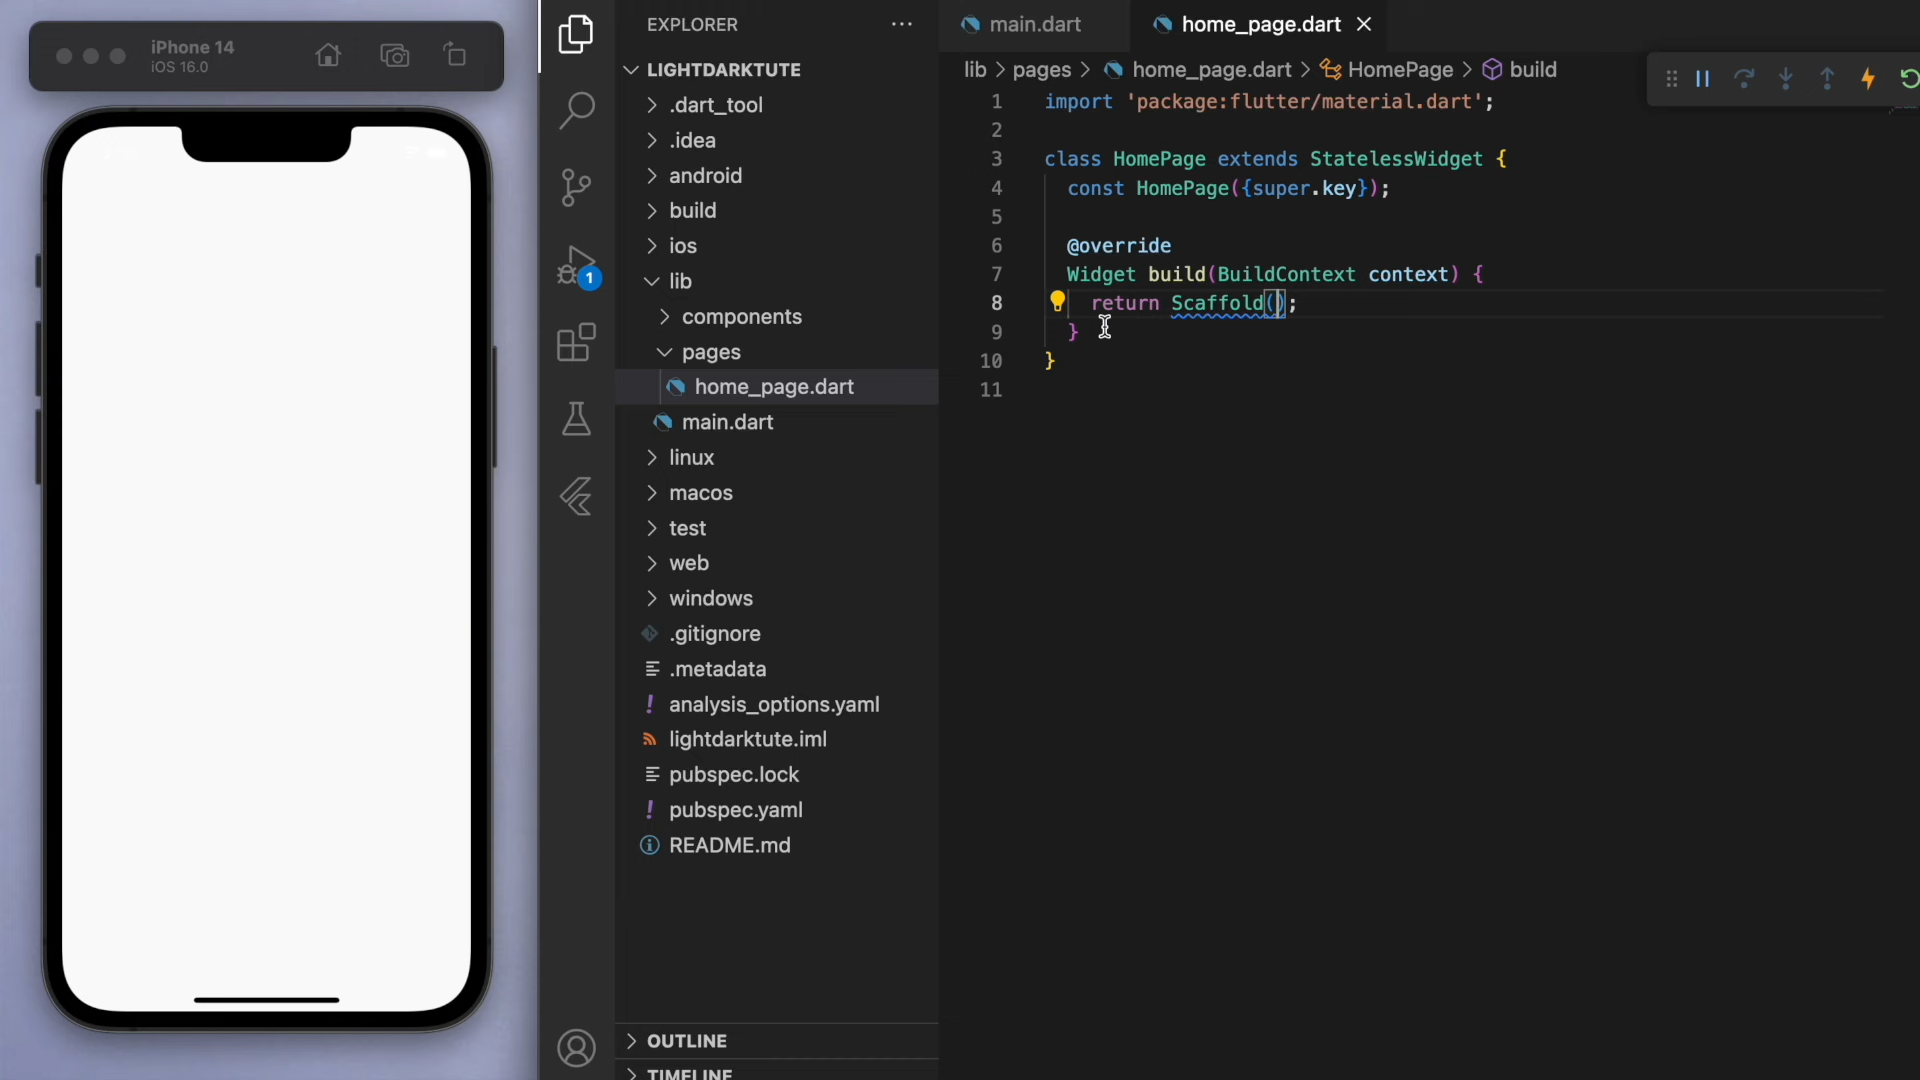 iPhone 14
iOS 16.0
EXPLORER
LIGHTDARKTUTE
.dart_tool
.idea
android
build
ios
lib
components
pages
home_page.dart
main.dart
linux
macos
test
web
windows
.gitignore
.metadata
analysis_options.yaml
lightdarktute.iml
pubspec.lock
pubspec.yaml
README.md
OUTLINE
TIMELINE
1
main.dart
home_page.dart
lib > pages > home_page.dart > HomePage > build
1 import 'package:flutter/material.dart';
2
3 class HomePage extends StatelessWidget {
4 const HomePage({super.key});
5
6 @override
7 Widget build(BuildContext context) {
8 return Scaffold();
9 }
10 }
11